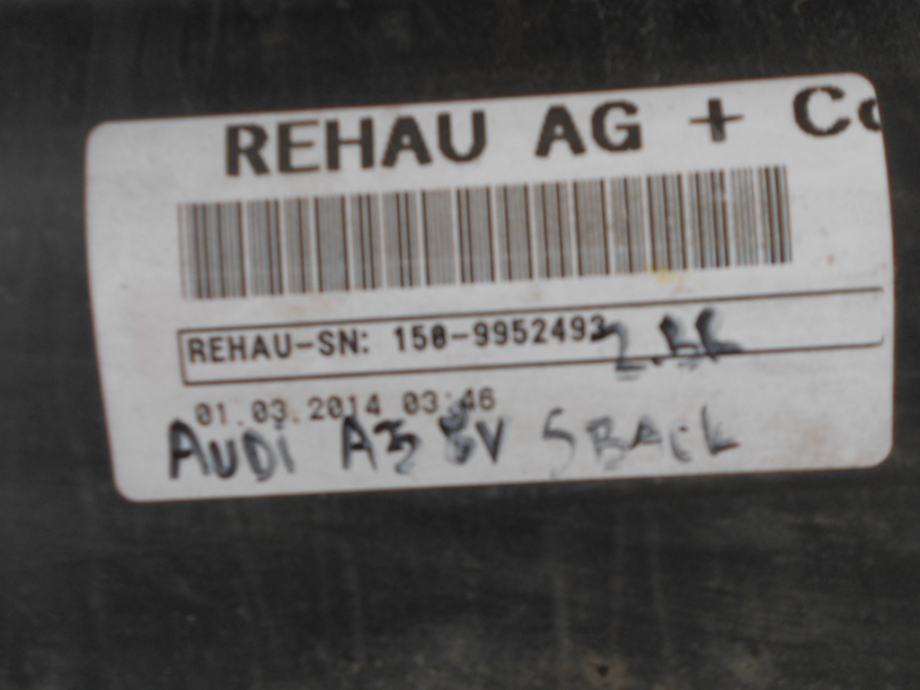 REHAU AG + Co
REHAU-SN: 150-9952493
01.03.2014 03:46
AUDi A3 8V SBACK